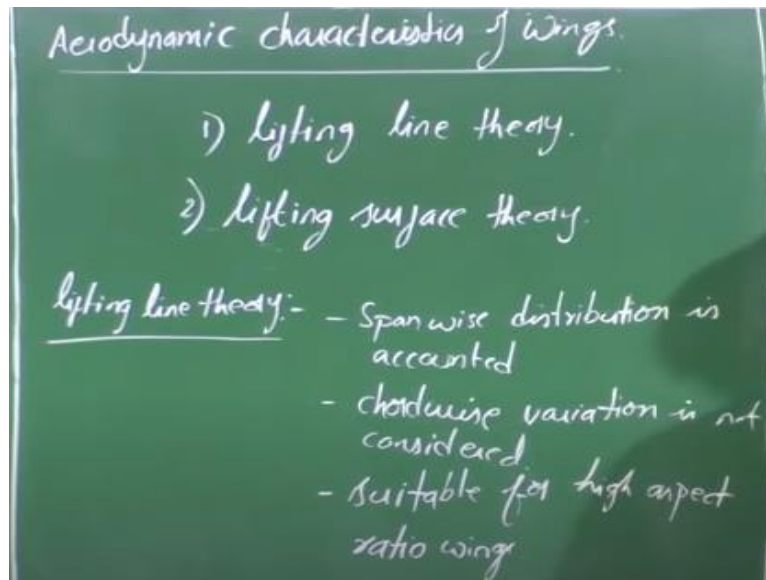 Aerodynamic characteristics of wings.
1) lifting line theory.
2) lifting surface theory.
lifting line theory:- - Spanwise distribution is
accounted
- chordwise variation is not
considered
- suitable for high aspect
ratio wings